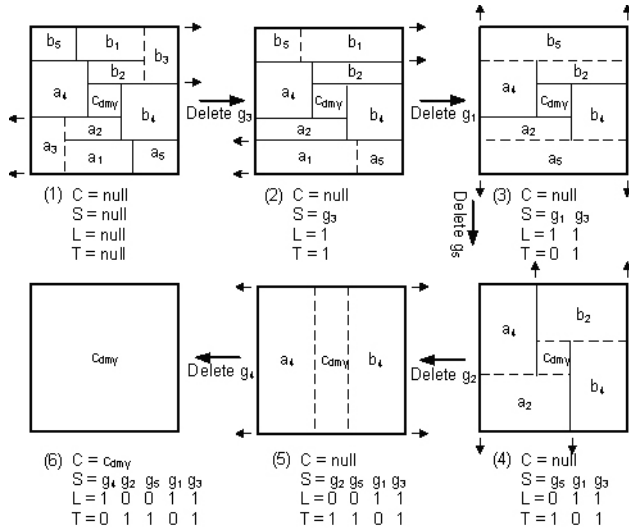 b5 b1 b3
b2
a4 cdmy b4
a3 a2
a1 a5
(1) C = null
S = null
L = null
T = null
Delete g3
b5 b1
b2
a4 cdmy b4
a2
a1 a5
(2) C = null
S = g3
L = 1
T = 1
Delete g1
b5
b2
a4 cdmy b4
a2
a5
(3) C = null
S = g1 g3
L = 1 1
T = 0 1
Delete g5
a4 b2
cdmy
a2 b4
(4) C = null
S = g5 g1 g3
L = 0 1 1
T = 1 0 1
Delete g2
a4 cdmy b4
(5) C = null
S = g2 g5 g1 g3
L = 0 0 1 1
T = 1 1 0 1
Delete g4
cdmy
(6) C = cdmy
S = g4 g2 g5 g1 g3
L = 1 0 0 1 1
T = 0 1 1 0 1